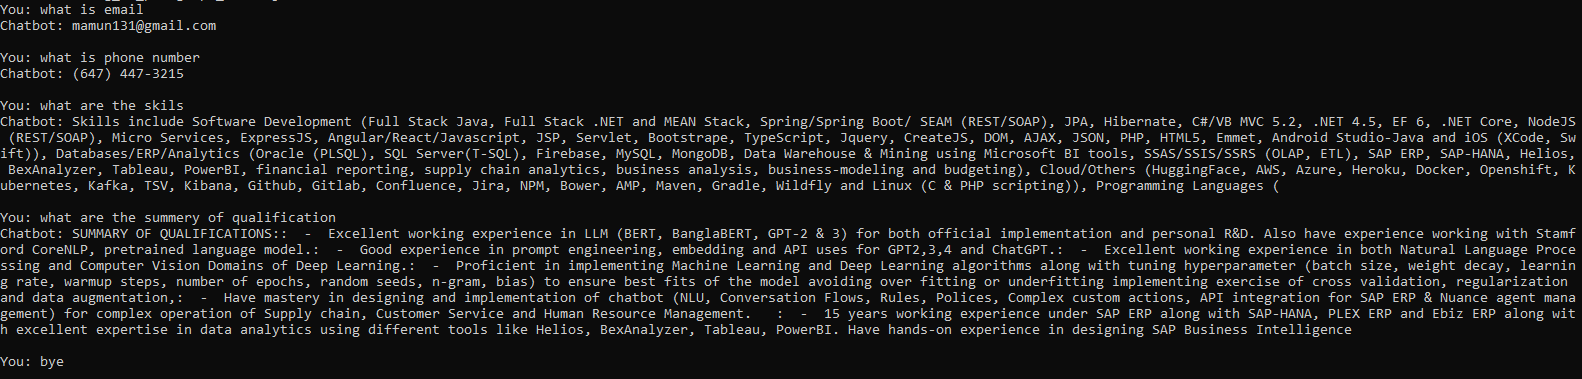 You: what is email
Chatbot: mamun131@gmail.com
You: what is phone number
Chatbot: (647) 447-3215
You: what are the skils
Chatbot: Skills include Software Development (Full Stack Java, Full Stack .NET and MEAN Stack, Spring/Spring Boot/ SEAM (REST/SOAP), JPA, Hibernate, C#/VB MVC 5.2, .NET 4.5, EF 6, .NET Core, NodeJS
(REST/SOAP), Micro Services, ExpressJS, Angular/React/Javascript, JSP, Servlet, Bootstrape, TypeScript, Jquery, CreateJS, DOM, AJAX, JSON, PHP, HTML5, Emmet, Android Studio-Java and iOS (XCode, Sw
ift)), Databases/ERP/Analytics (Oracle (PLSQL), SQL Server(T-SQL), Firebase, MySQL, MongoDB, Data Warehouse & Mining using Microsoft BI tools, SSAS/SSIS/SSRS (OLAP, ETL), SAP ERP, SAP-HANA, Helios,
BexAnalyzer, Tableau, PowerBI, financial reporting, supply chain analytics, business analysis, business-modeling and budgeting), Cloud/Others (HuggingFace, AWS, Azure, Heroku, Docker, Openshift, K
ubernetes, Kafka, TSV, Kibana, Github, Gitlab, Confluence, Jira, NPM, Bower, AMP, Maven, Gradle, Wildfly and Linux (C & PHP scripting)), Programming Languages (
You: what are the summery of qualification
Chatbot: SUMMARY OF QUALIFICATIONS:: - Excellent working experience in LLM (BERT, BanglaBERT, GPT-2 & 3) for both official implementation and personal R&D. Also have experience working with Stamf
ord CoreNLP, pretrained language model.: - Good experience in prompt engineering, embedding and API uses for GPT2,3,4 and ChatGPT.: - Excellent working experience in both Natural Language Proce
ssing and Computer Vision Domains of Deep Learning.: - Proficient in implementing Machine Learning and Deep Learning algorithms along with tuning hyperparameter (batch size, weight decay, learnin
g rate, warmup steps, number of epochs, random seeds, n-gram, bias) to ensure best fits of the model avoiding over fitting or underfitting implementing exercise of cross validation, regularization
and data augmentation,: - Have mastery in designing and implementation of chatbot (NLU, Conversation Flows, Rules, Polices, Complex custom actions, API integration for SAP ERP & Nuance agent mana
gement) for complex operation of Supply chain, Customer Service and Human Resource Management. : - 15 years working experience under SAP ERP along with SAP-HANA, PLEX ERP and Ebiz ERP along wit
h excellent expertise in data analytics using different tools like Helios, BexAnalyzer, Tableau, PowerBI. Have hands-on experience in designing SAP Business Intelligence
You: bye